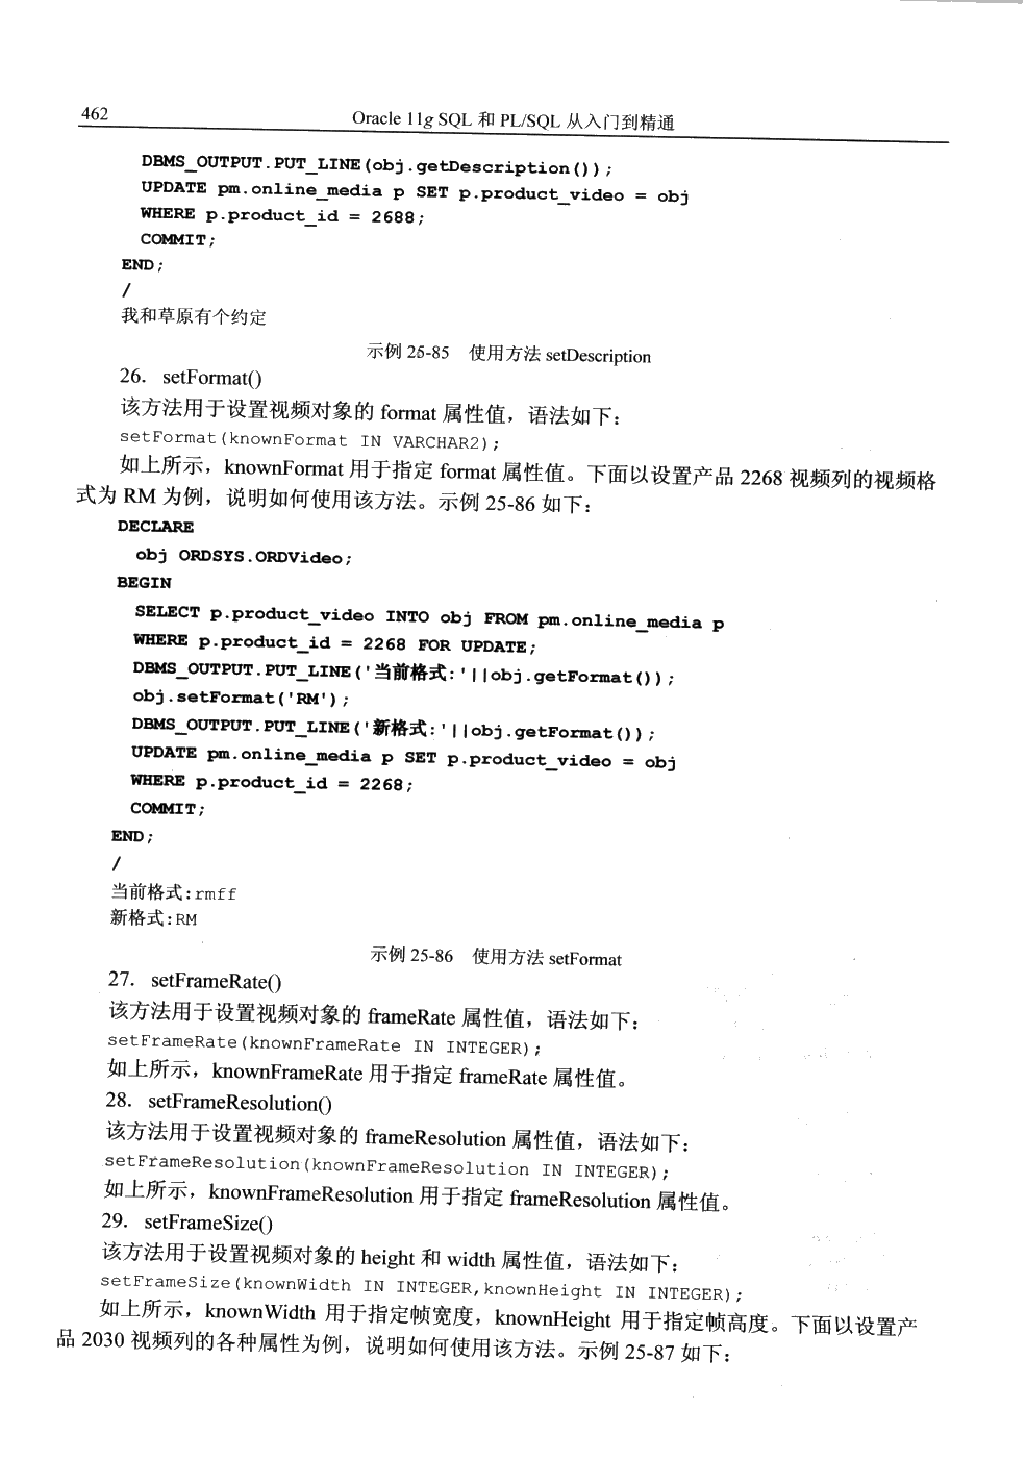 462
Oracle 11g SQL 和 PL/SQL 从入门到精通
DBMS_OUTPUT.PUT_LINE(obj.getDescription());
UPDATE pm.online_media p SET p.product_video = obj
WHERE p.product_id = 2688;
COMMIT;
END;
/
我和草原有个约定
示例 25-85 使用方法 setDescription
26. setFormat()
该方法用于设置视频对象的 format 属性值，语法如下：
setFormat(knownFormat IN VARCHAR2);
如上所示，knownFormat 用于指定 format 属性值。下面以设置产品 2268 视频列的视频格
式为 RM 为例，说明如何使用该方法。示例 25-86 如下：
DECLARE
obj ORDSYS.ORDVideo;
BEGIN
SELECT p.product_video INTO obj FROM pm.online_media p
WHERE p.product_id = 2268 FOR UPDATE;
DBMS_OUTPUT.PUT_LINE('当前格式:'||obj.getFormat());
obj.setFormat('RM');
DBMS_OUTPUT.PUT_LINE('新格式:'||obj.getFormat());
UPDATE pm.online_media p SET p.product_video = obj
WHERE p.product_id = 2268;
COMMIT;
END;
/
当前格式:rmff
新格式:RM
示例 25-86 使用方法 setFormat
27. setFrameRate()
该方法用于设置视频对象的 frameRate 属性值，语法如下：
setFrameRate(knownFrameRate IN INTEGER);
如上所示，knownFrameRate 用于指定 frameRate 属性值。
28. setFrameResolution()
该方法用于设置视频对象的 frameResolution 属性值，语法如下：
setFrameResolution(knownFrameResolution IN INTEGER);
如上所示，knownFrameResolution 用于指定 frameResolution 属性值。
29. setFrameSize()
该方法用于设置视频对象的 height 和 width 属性值，语法如下：
setFrameSize(knownWidth IN INTEGER,knownHeight IN INTEGER);
如上所示，knownWidth 用于指定帧宽度，knownHeight 用于指定帧高度。下面以设置产
品 2030 视频列的各种属性为例，说明如何使用该方法。示例 25-87 如下：